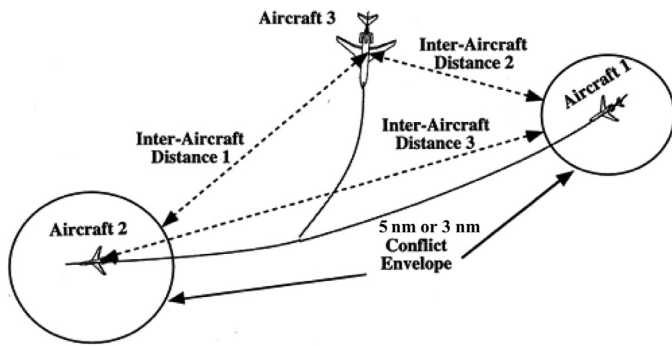 Aircraft 3
Inter-Aircraft
Distance 2
Aircraft 1
Inter-Aircraft
Distance 1
Inter-Aircraft
Distance 3
Aircraft 2
5 nm or 3 nm
Conflict
Envelope